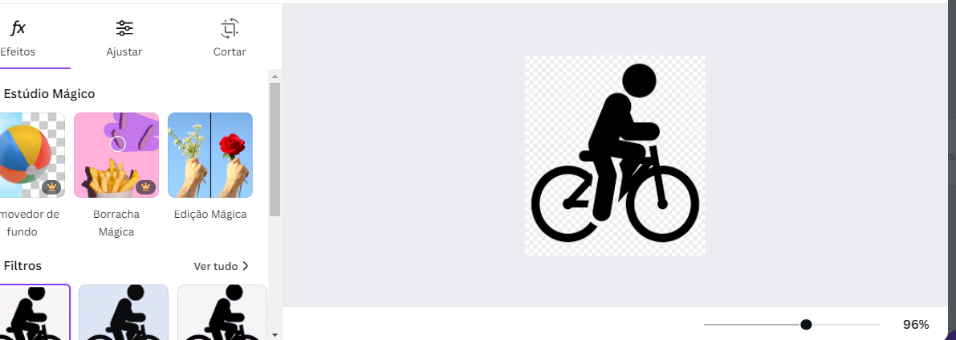 fx
Efeitos
Ajustar
Cortar
Estúdio Mágico
movedor de
fundo
Borracha
Mágica
Edição Mágica
Filtros
Ver tudo
96%